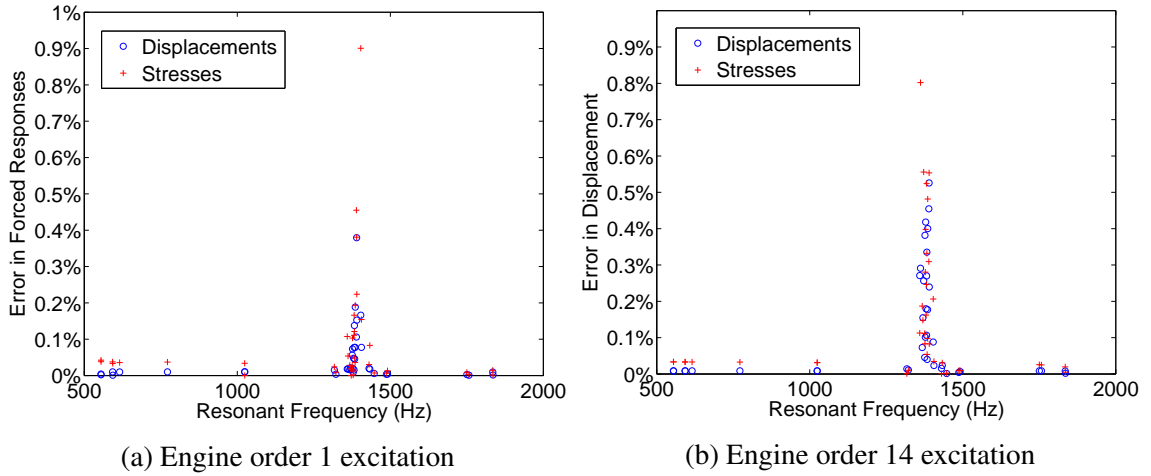 1%
0.9%
0.8%
0.7%
0.6%
0.5%
0.4%
0.3%
0.2%
0.1%
0%
Error in Forced Responses
Displacements
Stresses
500 1000 1500 2000
Resonant Frequency (Hz)
(a) Engine order 1 excitation
0.9%
0.8%
0.7%
0.6%
0.5%
0.4%
0.3%
0.2%
0.1%
0%
Error in Displacement
Displacements
Stresses
500 1000 1500 2000
Resonant Frequency (Hz)
(b) Engine order 14 excitation